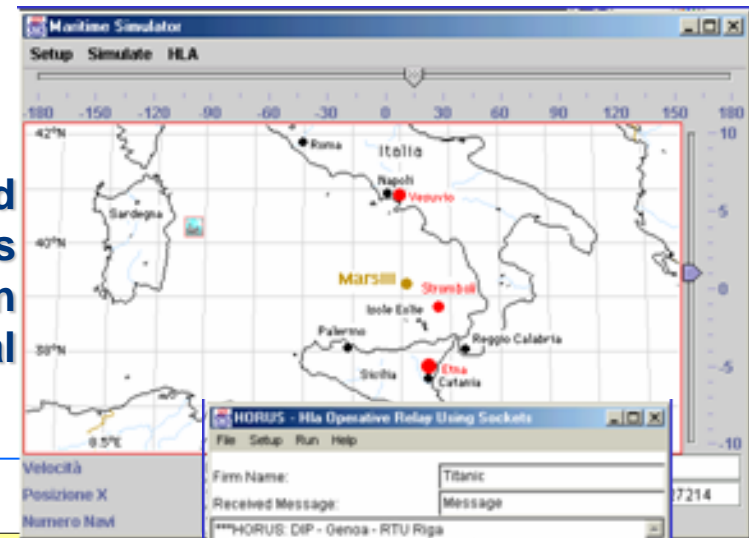 Maritime Simulator
Setup Simulate HLA
-180 -150 -120 -90 -60 -30 0 30 60 90 120 150 180
42°N
Roma
Italia
10
Napoli
Vesuvio
d
Sardegna
5
s
40°N
n
Marsili
0
Stromboli
al
Isole Eolie
Palermo
Reggio Calabria
38°N
-5
Etna
Sicilia
Catania
HORUS - Hla Operative Relay Using Sockets
File Setup Run Help
-10
Velocità
Firm Name: Titanic
Posizione X
7214
Received Message: Message
Numero Navi
***HORUS: DIP - Genoa - RTU Riga